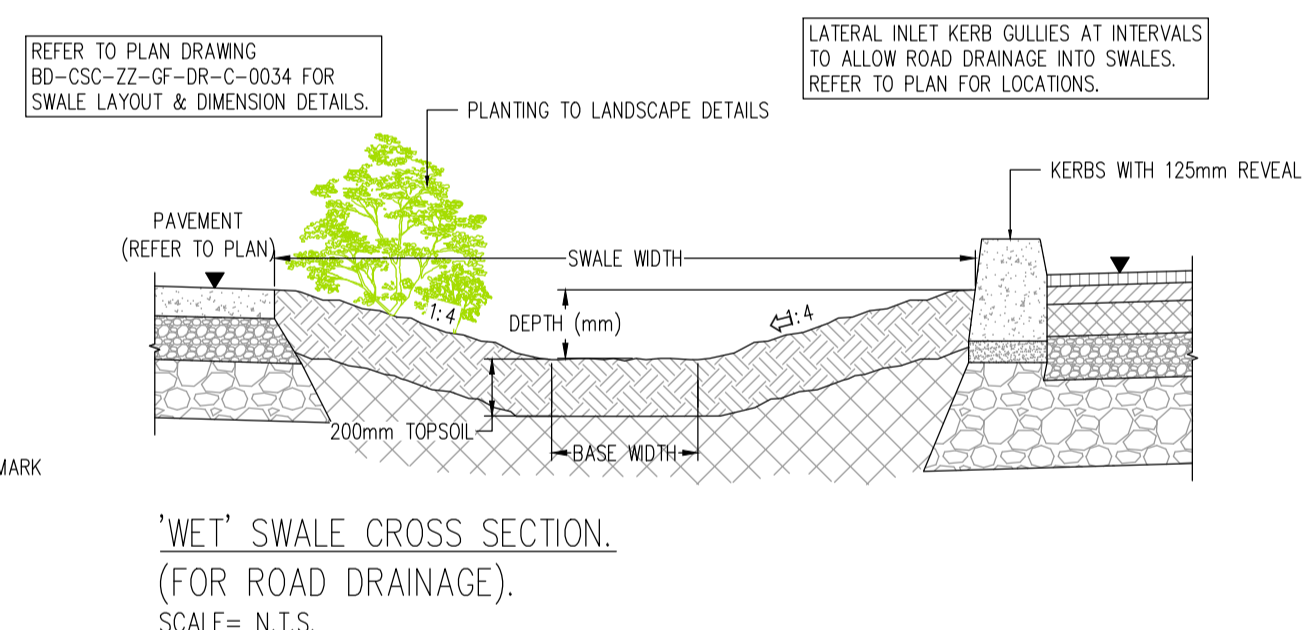 REFER TO PLAN DRAWING
BD-CSC-ZZ-GF-DR-C-0034 FOR
SWALE LAYOUT & DIMENSION DETAILS.
LATERAL INLET KERB GULLIES AT INTERVALS
TO ALLOW ROAD DRAINAGE INTO SWALES.
REFER TO PLAN FOR LOCATIONS.
PLANTING TO LANDSCAPE DETAILS
KERBS WITH 125mm REVEAL
PAVEMENT
(REFER TO PLAN)
SWALE WIDTH
1:4
DEPTH (mm)
1:4
200mm TOPSOIL
BASE WIDTH
MARK
'WET' SWALE CROSS SECTION.
(FOR ROAD DRAINAGE).
SCALE= N.T.S.